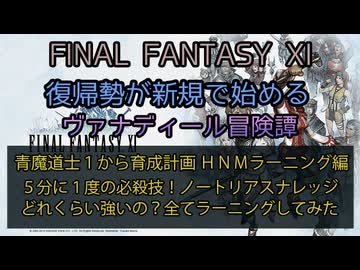 FINAL FANTASY XI
復帰勢が新規で始める
ヴァナディール冒険譚
青魔道士1から育成計画 HNMラーニング編
5分に1度の必殺技！ノートリアスナレッジ
どれくらい強いの？全てラーニングしてみた